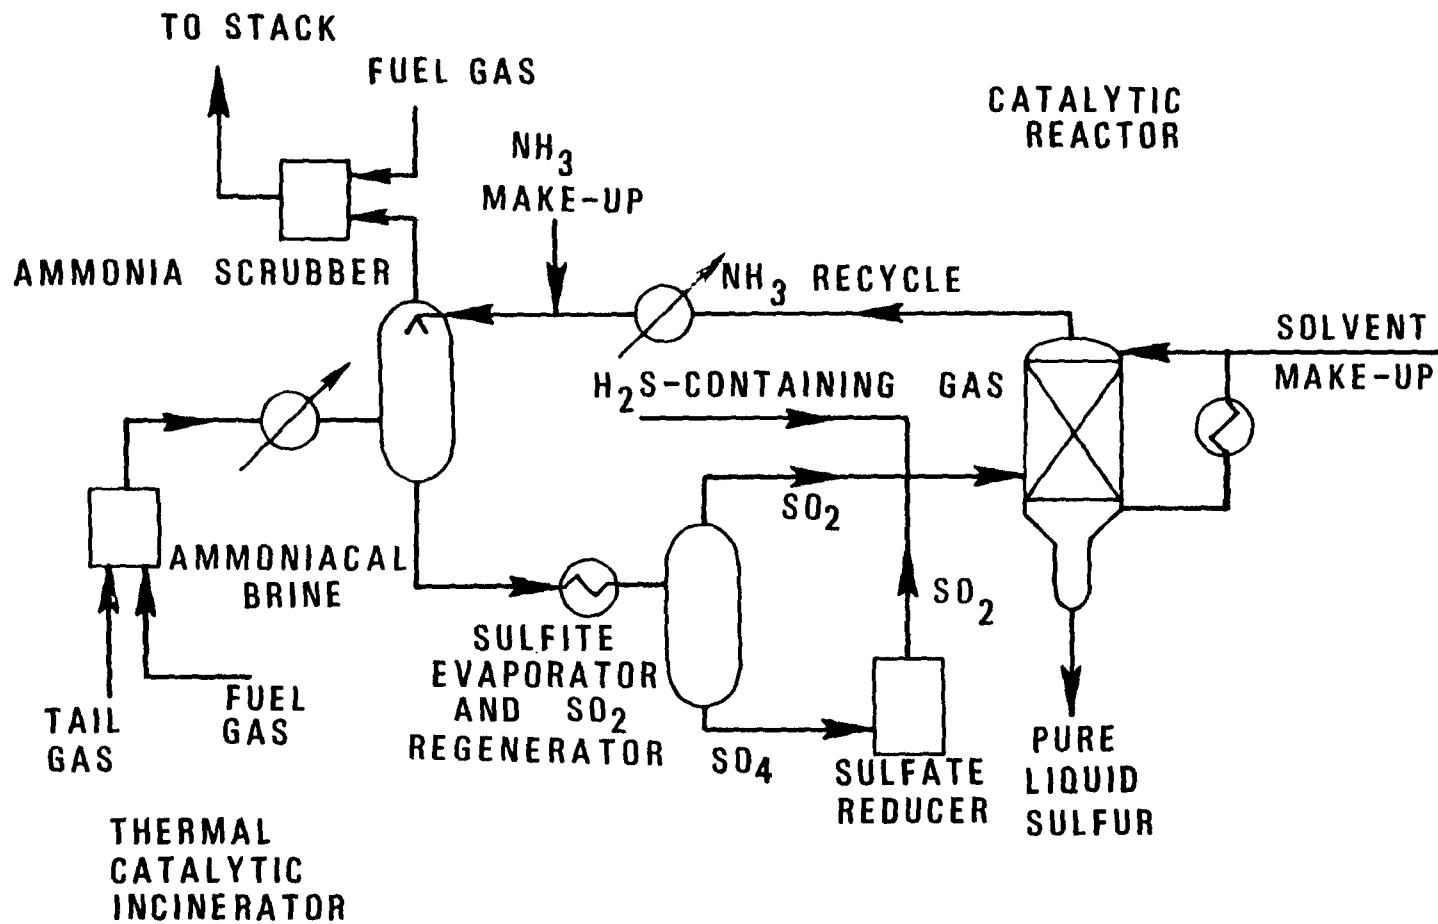 TO STACK
FUEL GAS
CATALYTIC
REACTOR
NH3
MAKE-UP
AMMONIA SCRUBBER
NH3 RECYCLE
SOLVENT
MAKE-UP
H2S-CONTAINING GAS
SO2
AMMONIACAL
BRINE
SO2
SULFITE
EVAPORATOR
AND SO2
REGENERATOR
FUEL
GAS
TAIL
GAS
SO4
SULFATE
REDUCER
PURE
LIQUID
SULFUR
THERMAL
CATALYTIC
INCINERATOR